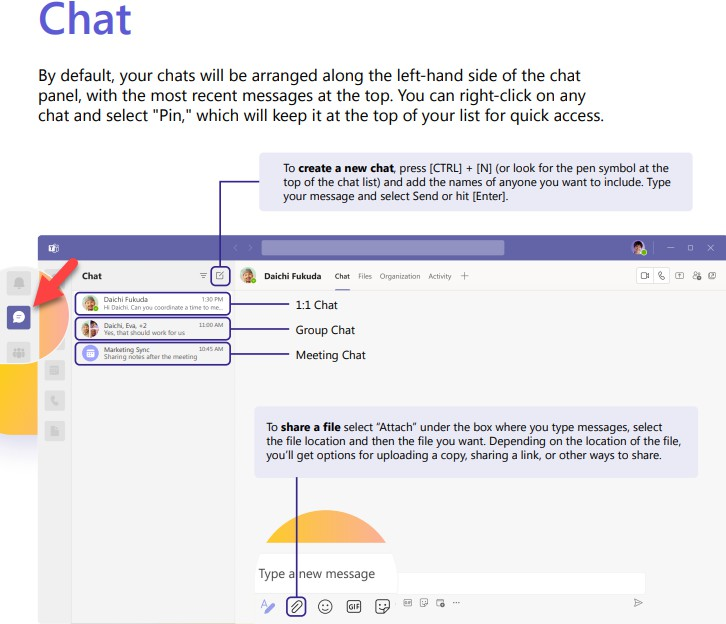 Chat
By default, your chats will be arranged along the left-hand side of the chat
panel, with the most recent messages at the top. You can right-click on any
chat and select "Pin," which will keep it at the top of your list for quick access.
To create a new chat, press [CTRL] + [N] (or look for the pen symbol at the
top of the chat list) and add the names of anyone you want to include. Type
your message and select Send or hit [Enter].
Chat
Daichi Fukuda Chat Files Organization Activity
Daichi Fukuda 1:30 PM
Hi Daichi. Can you coordinate a time to me...
1:1 Chat
Daichi, Eva, +2 11:00 AM
Yes, that should work for us
Group Chat
Marketing Sync 10:45 AM
Sharing notes after the meeting
Meeting Chat
To share a file select “Attach” under the box where you type messages, select
the file location and then the file you want. Depending on the location of the file,
you’ll get options for uploading a copy, sharing a link, or other ways to share.
Type a new message
GIF